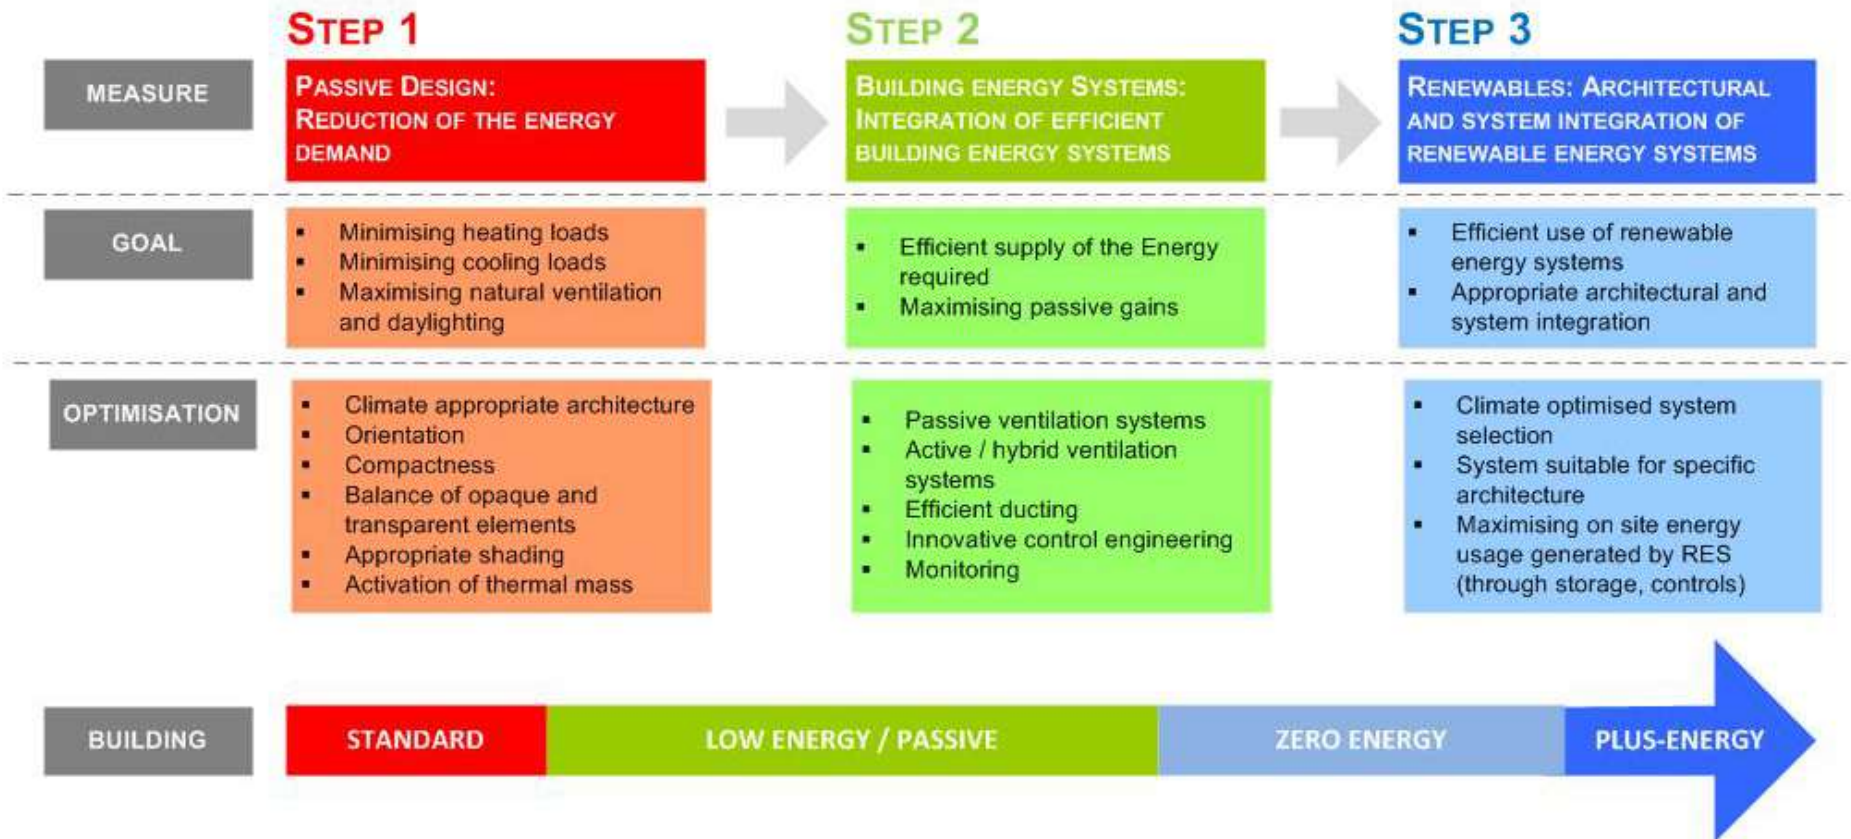 STEP 1
STEP 2
STEP 3
MEASURE
PASSIVE DESIGN:
REDUCTION OF THE ENERGY
DEMAND
BUILDING ENERGY SYSTEMS:
INTEGRATION OF EFFICIENT
BUILDING ENERGY SYSTEMS
RENEWABLES: ARCHITECTURAL
AND SYSTEM INTEGRATION OF
RENEWABLE ENERGY SYSTEMS
GOAL
▪ Minimising heating loads
▪ Minimising cooling loads
▪ Maximising natural ventilation
and daylighting
▪ Efficient supply of the Energy
required
▪ Maximising passive gains
▪ Efficient use of renewable
energy systems
▪ Appropriate architectural and
system integration
OPTIMISATION
▪ Climate appropriate architecture
▪ Orientation
▪ Compactness
▪ Balance of opaque and
transparent elements
▪ Appropriate shading
▪ Activation of thermal mass
▪ Passive ventilation systems
▪ Active / hybrid ventilation
systems
▪ Efficient ducting
▪ Innovative control engineering
▪ Monitoring
▪ Climate optimised system
selection
▪ System suitable for specific
architecture
▪ Maximising on site energy
usage generated by RES
(through storage, controls)
BUILDING
STANDARD
LOW ENERGY / PASSIVE
ZERO ENERGY
PLUS-ENERGY